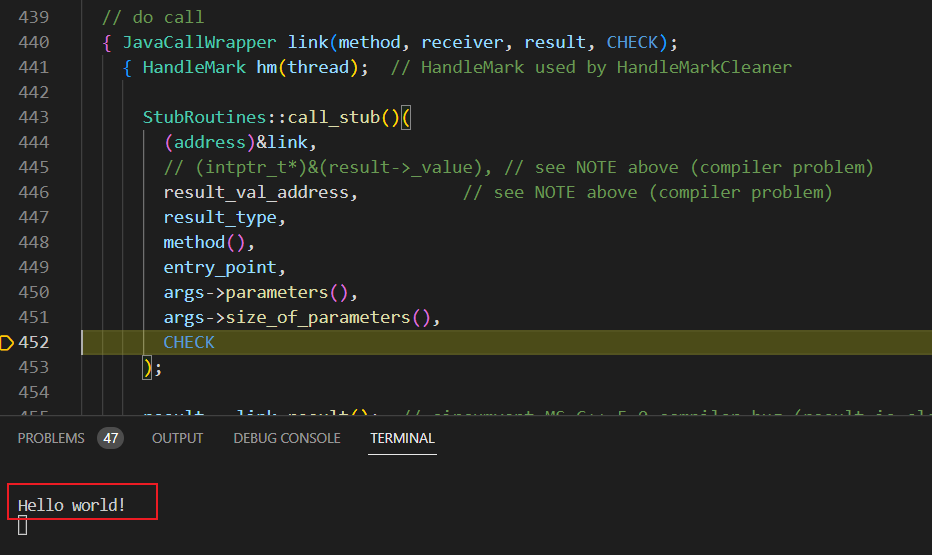 439 // do call
440 { JavaCallWrapper link(method, receiver, result, CHECK);
441 { HandleMark hm(thread); // HandleMark used by HandleMarkCleaner
442
443 StubRoutines::call_stub()(
444 (address)&link,
445 // (intptr_t*)&(result->_value), // see NOTE above (compiler problem)
446 result_val_address, // see NOTE above (compiler problem)
447 result_type,
448 method(),
449 entry_point,
450 args->parameters(),
451 args->size_of_parameters(),
452 CHECK
453 );
454
PROBLEMS 47 OUTPUT DEBUG CONSOLE TERMINAL
Hello world!